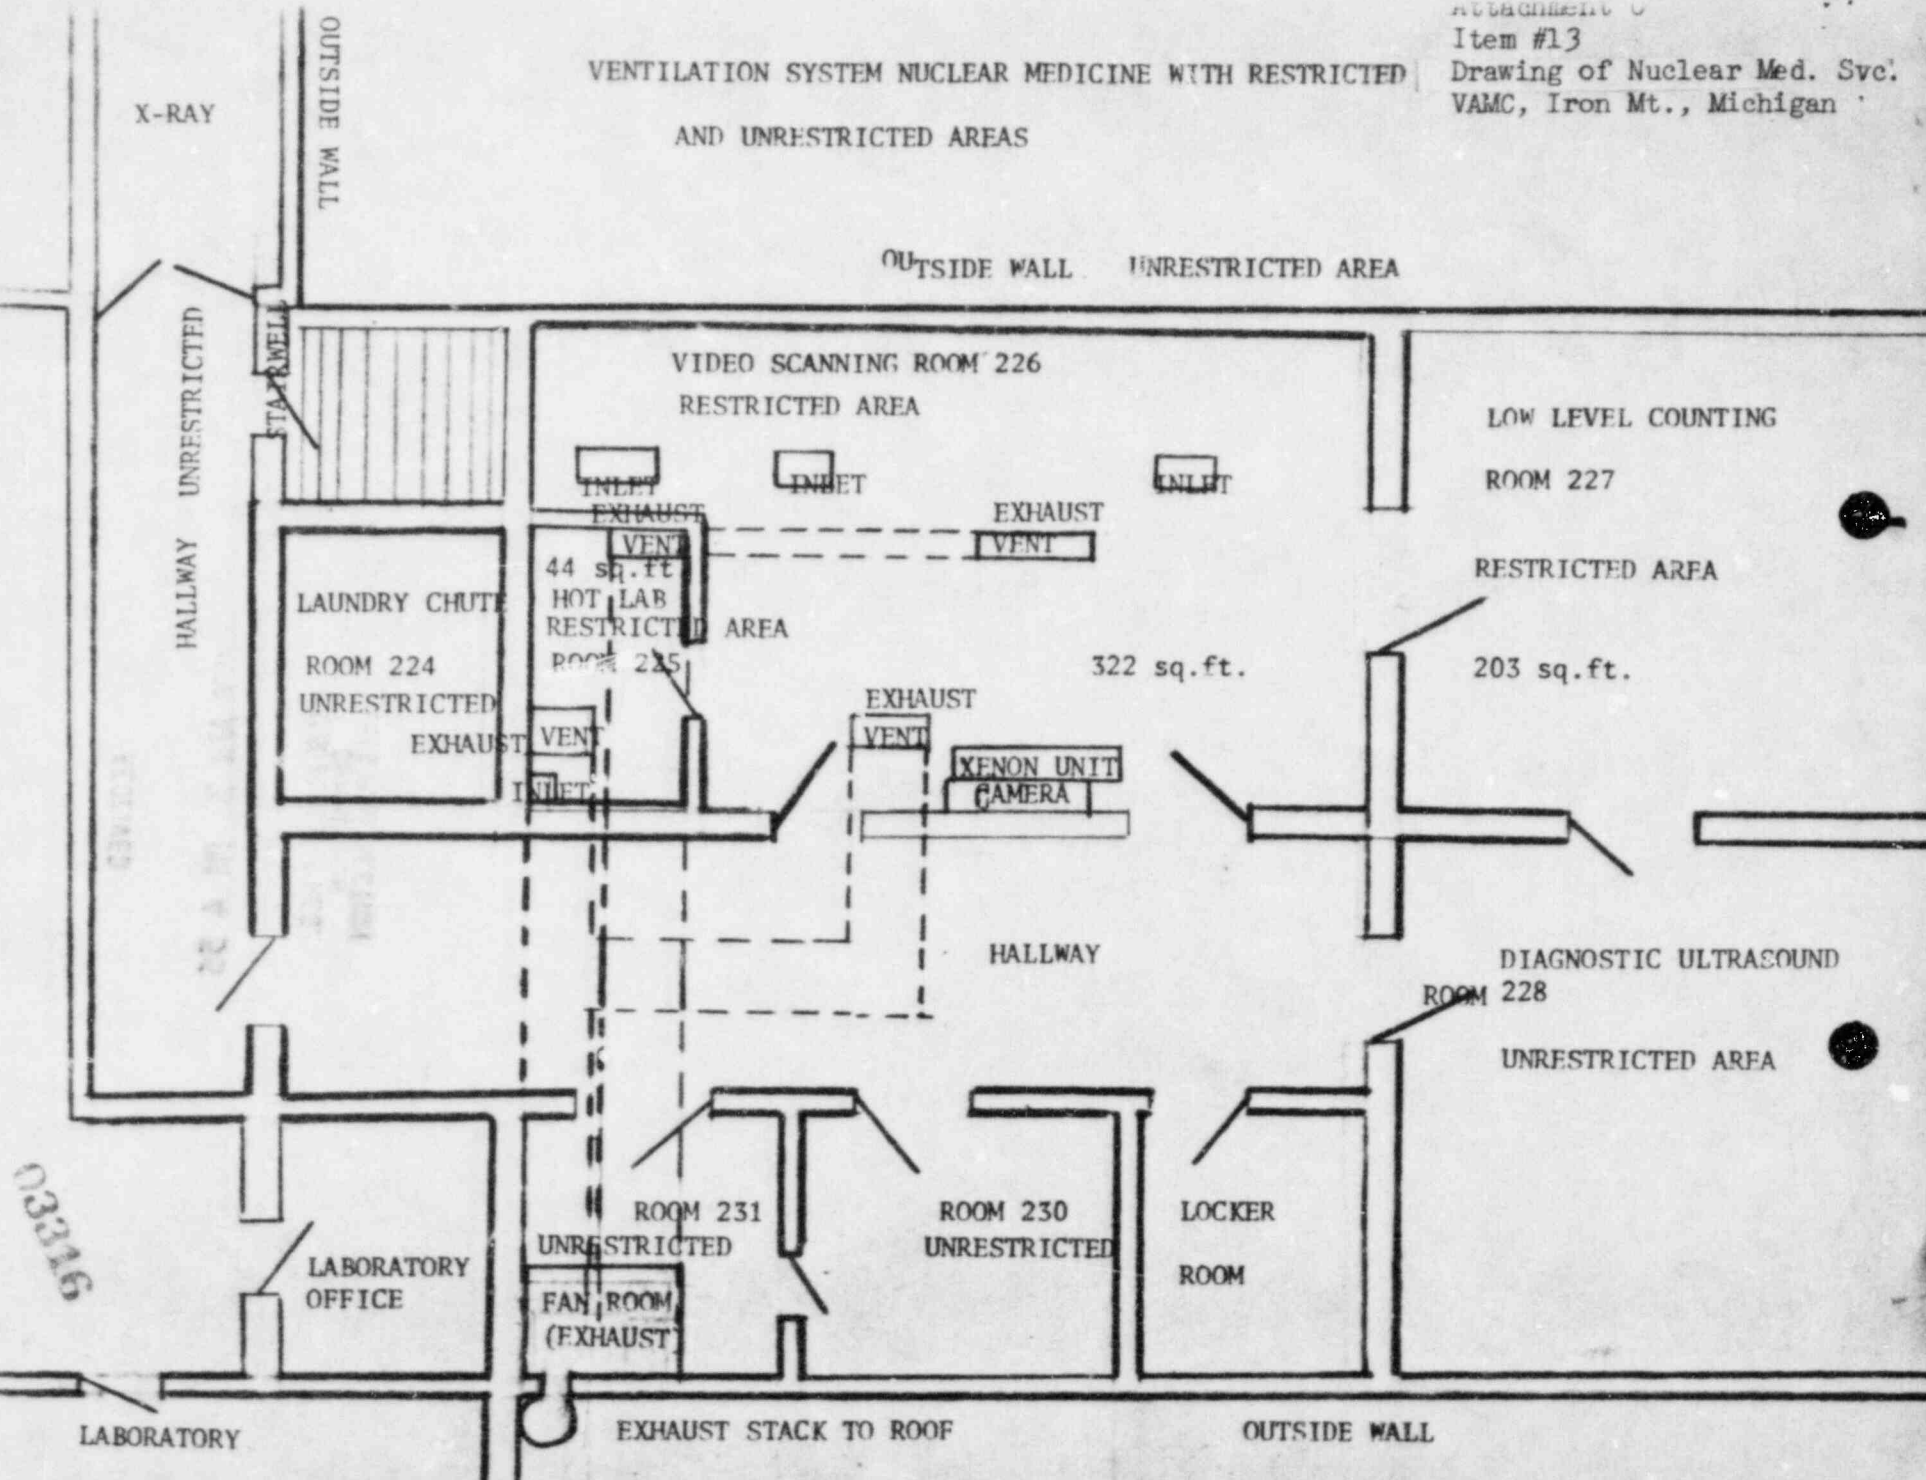 Attachment
Item #13
Drawing of Nuclear Med. Svc.
VAMC, Iron Mt., Michigan
VENTILATION SYSTEM NUCLEAR MEDICINE WITH RESTRICTED
AND UNRESTRICTED AREAS
X-RAY
OUTSIDE WALL
OUTSIDE WALL UNRESTRICTED AREA
HALLWAY UNRESTRICTED
STAIRWELL
VIDEO SCANNING ROOM 226
RESTRICTED AREA
INLET
INLET
INLET
EXHAUST
VENT
EXHAUST
VENT
LOW LEVEL COUNTING
ROOM 227
RESTRICTED AREA
203 sq.ft.
322 sq.ft.
44 sq.ft
HOT LAB
RESTRICTED AREA
ROOM 225
LAUNDRY CHUTE
ROOM 224
UNRESTRICTED
EXHAUST VENT
INLET
EXHAUST
VENT
XENON UNIT
CAMERA
HALLWAY
DIAGNOSTIC ULTRASOUND
ROOM 228
UNRESTRICTED AREA
ROOM 231
UNRESTRICTED
FAN ROOM
(EXHAUST)
ROOM 230
UNRESTRICTED
LOCKER
ROOM
LABORATORY
OFFICE
03316
LABORATORY
EXHAUST STACK TO ROOF
OUTSIDE WALL